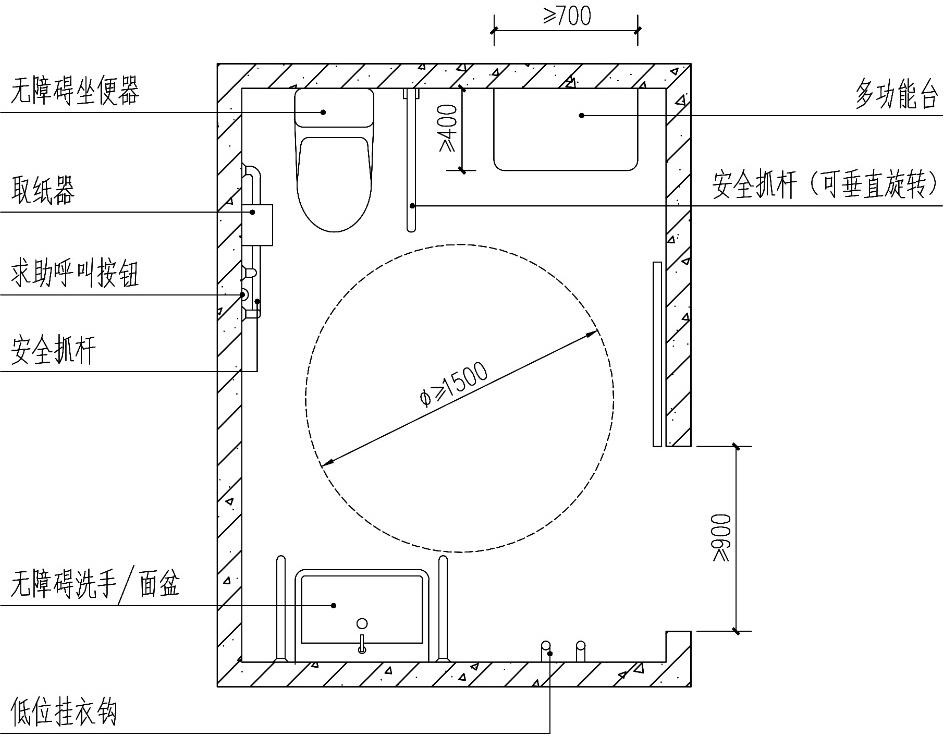 ≥700
无障碍坐便器
多功能台
≥400
取纸器
安全抓杆（可垂直旋转）
求助呼叫按钮
安全抓杆
ϕ≥1500
≥900
无障碍洗手/面盆
低位挂衣钩